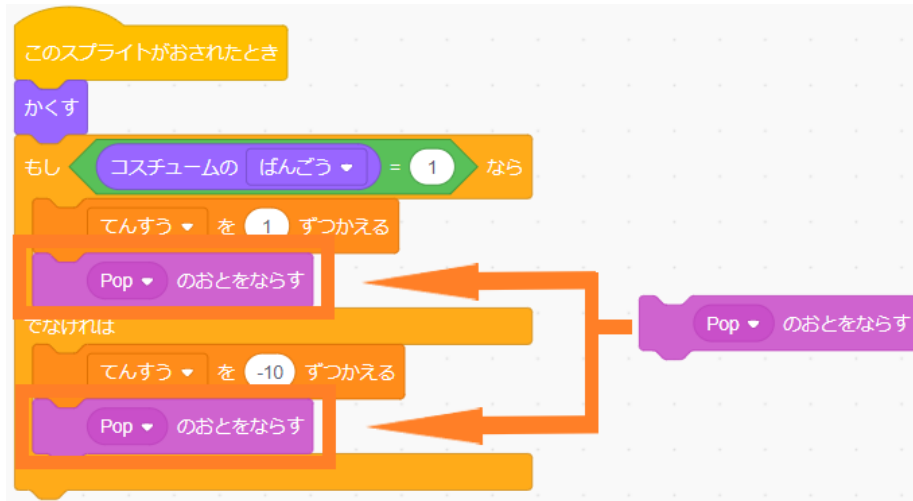 このスプライトがおされたとき
かくす
もし コスチュームの ばんごう = 1 なら
てんすう を 1 ずつかえる
Pop のおとをならす
Pop のおとをならす
でなければ
てんすう を -10 ずつかえる
Pop のおとをならす